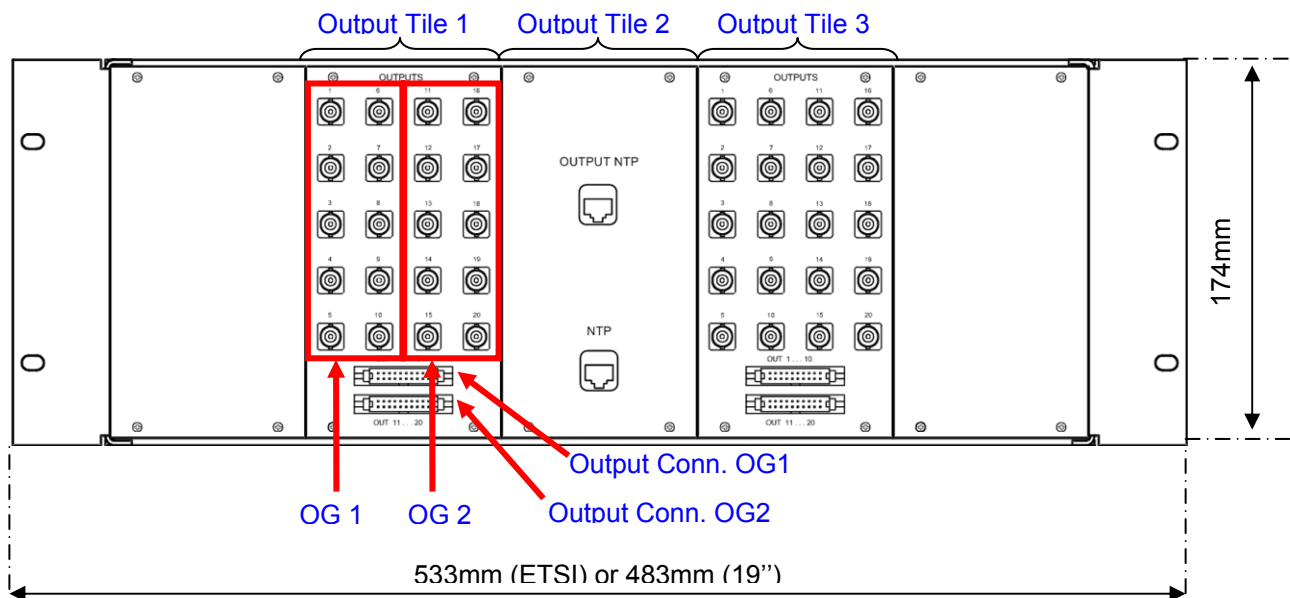 Output Tile 1 Output Tile 2 Output Tile 3
OUTPUTS OUTPUTS
1 6 11 16 1 6 11 16
2 7 12 17 2 7 12 17
OUTPUT NTP
3 8 13 18 3 8 13 18
4 9 14 19 4 9 14 19
5 10 15 20 5 10 15 20
NTP
OUT 1 . . . 10
OUT 11 . . . 20 OUT 11 . . . 20
174mm
Output Conn. OG1
OG 1 OG 2 Output Conn. OG2
533mm (ETSI) or 483mm (19’’)